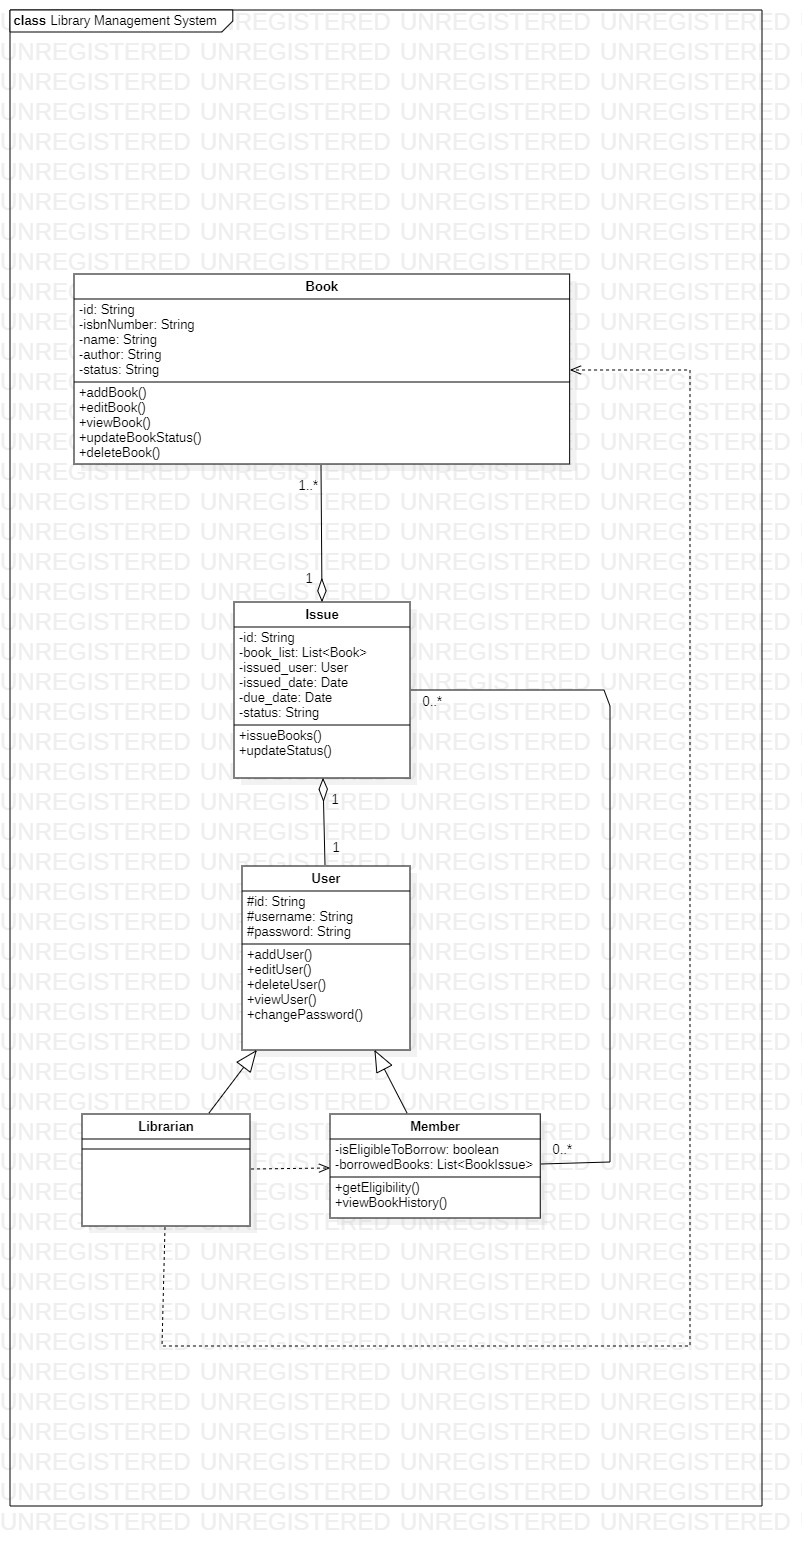 class Library Management System
Book
-id: String
-isbnNumber: String
-name: String
-author: String
-status: String
+addBook()
+editBook()
+viewBook()
+updateBookStatus()
+deleteBook()
1..*
1
Issue
-id: String
-book_list: List<Book>
-issued_user: User
-issued_date: Date
-due_date: Date
-status: String
+issueBooks()
+updateStatus()
0..*
1
1
User
#id: String
#username: String
#password: String
+addUser()
+editUser()
+deleteUser()
+viewUser()
+changePassword()
Librarian
Member
-isEligibleToBorrow: boolean
-borrowedBooks: List<BookIssue>
+getEligibility()
+viewBookHistory()
0..*
UNREGISTERED